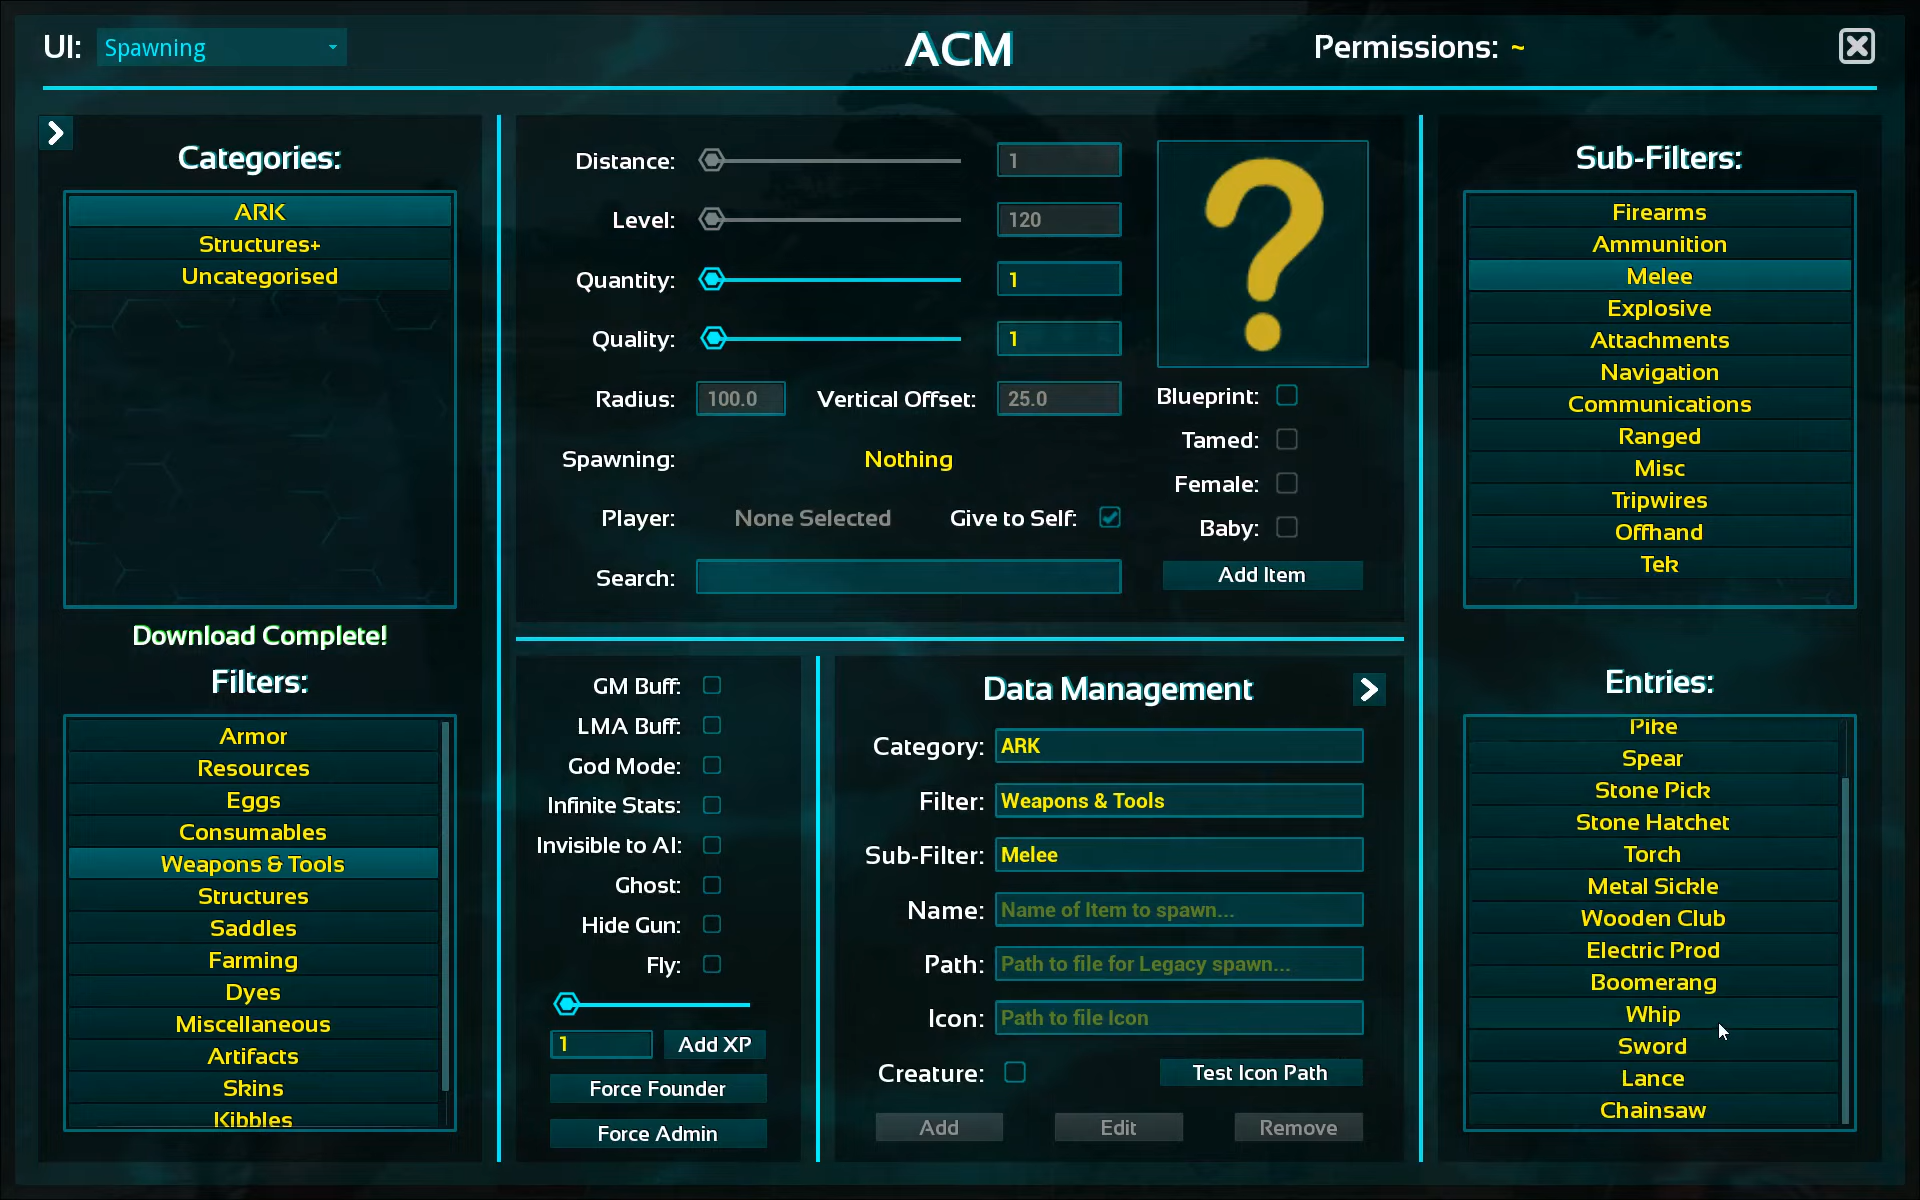 UI: Spawning
ACM
Permissions: ~
Categories:
ARK
Structures+
Uncategorised
Download Complete!
Filters:
Armor
Resources
Eggs
Consumables
Weapons & Tools
Structures
Saddles
Farming
Dyes
Miscellaneous
Artifacts
Skins
Kibbles
Distance: 1
Level: 120
Quantity: 1
Quality: 1
Radius: 100.0 Vertical Offset: 25.0
Spawning: Nothing
Player: None Selected Give to Self:
Search:
?
Blueprint:
Tamed:
Female:
Baby:
Add Item
GM Buff:
LMA Buff:
God Mode:
Infinite Stats:
Invisible to AI:
Ghost:
Hide Gun:
Fly:
1 Add XP
Force Founder
Force Admin
Data Management
Category: ARK
Filter: Weapons & Tools
Sub-Filter: Melee
Name: Name of Item to spawn...
Path: Path to file for Legacy spawn...
Icon: Path to file Icon
Creature: Test Icon Path
Add Edit Remove
Sub-Filters:
Firearms
Ammunition
Melee
Explosive
Attachments
Navigation
Communications
Ranged
Misc
Tripwires
Offhand
Tek
Entries:
Pike
Spear
Stone Pick
Stone Hatchet
Torch
Metal Sickle
Wooden Club
Electric Prod
Boomerang
Whip
Sword
Lance
Chainsaw